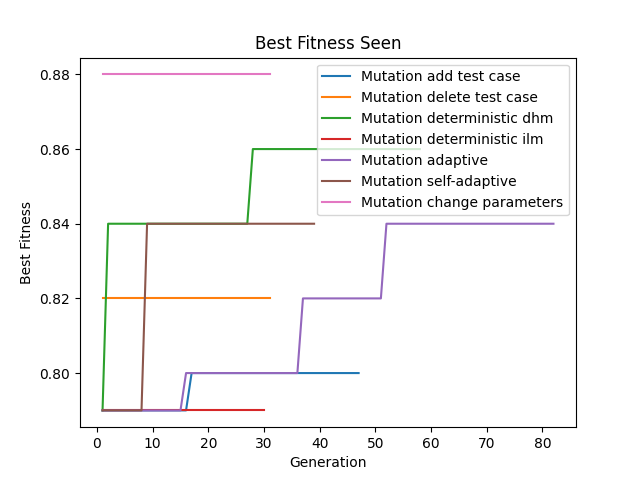 Best Fitness Seen
Best Fitness
0.88
0.86
0.84
0.82
0.80
Mutation add test case
Mutation delete test case
Mutation deterministic dhm
Mutation deterministic ilm
Mutation adaptive
Mutation self-adaptive
Mutation change parameters
0 10 20 30 40 50 60 70 80
Generation